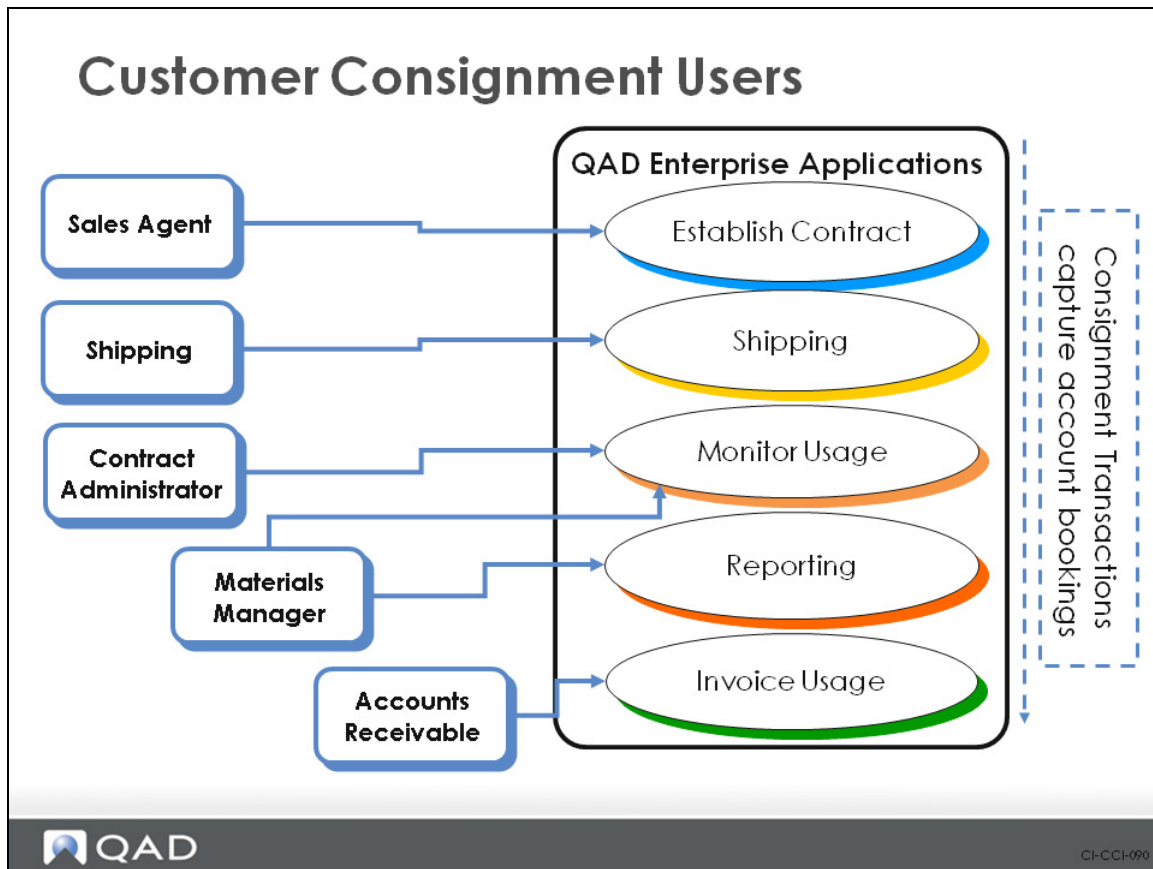 Customer Consignment Users
QAD Enterprise Applications
Sales Agent
Establish Contract
Shipping
Shipping
Contract
Administrator
Monitor Usage
Materials
Manager
Reporting
Accounts
Receivable
Invoice Usage
Consignment Transactions
capture account bookings
QAD
CI-CCI-090